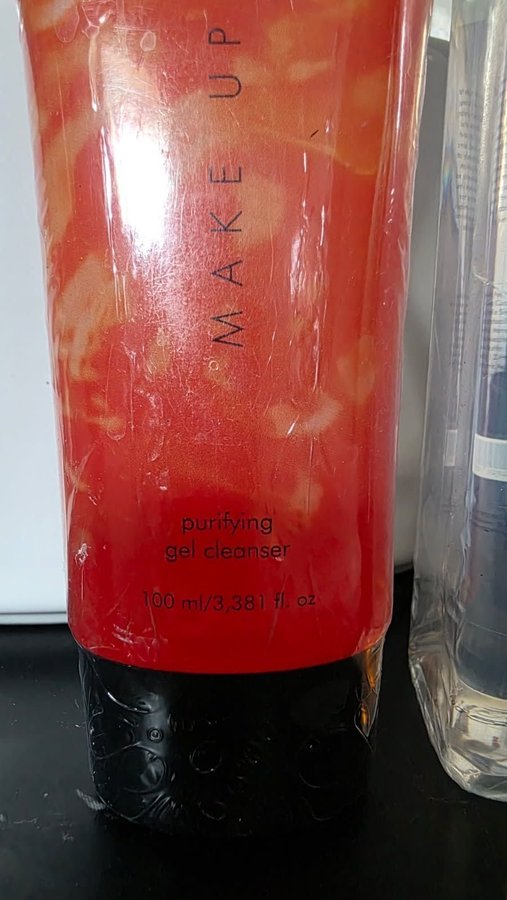 MAKE UP
purifying
gel cleanser
100 ml/3,381 fl. oz